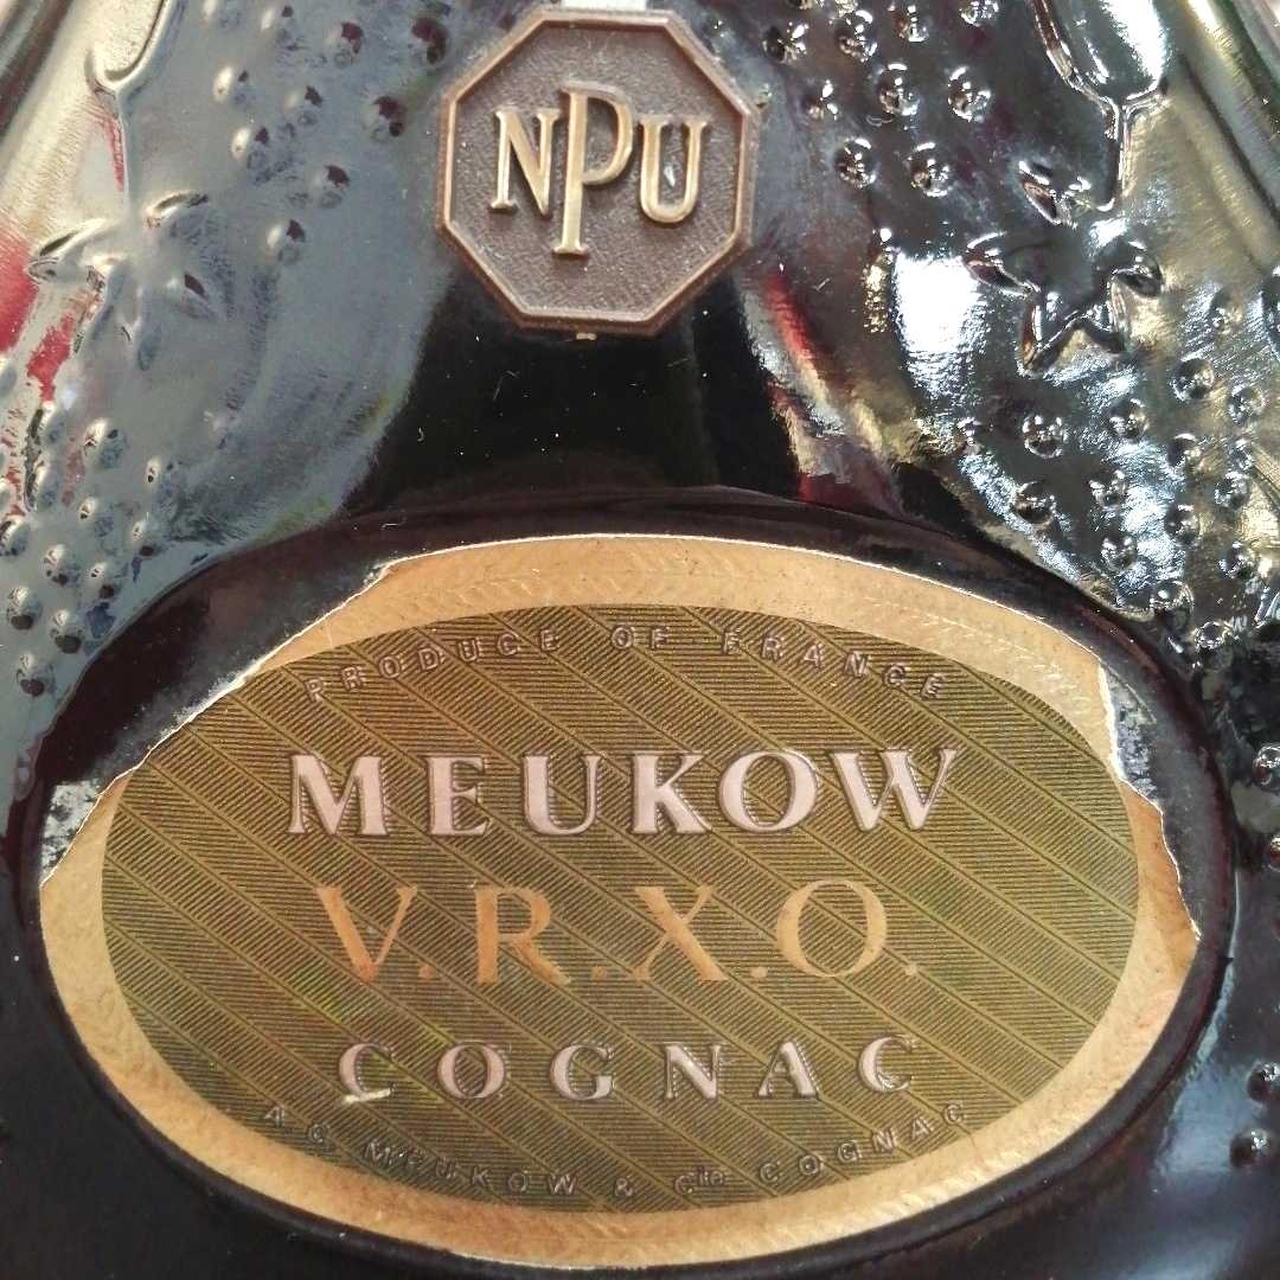 NPU
PRODUCE OF FRANCE
MEUKOW
V.R.X.O.
COGNAC
A C MEUKOW & Cie COGNAC